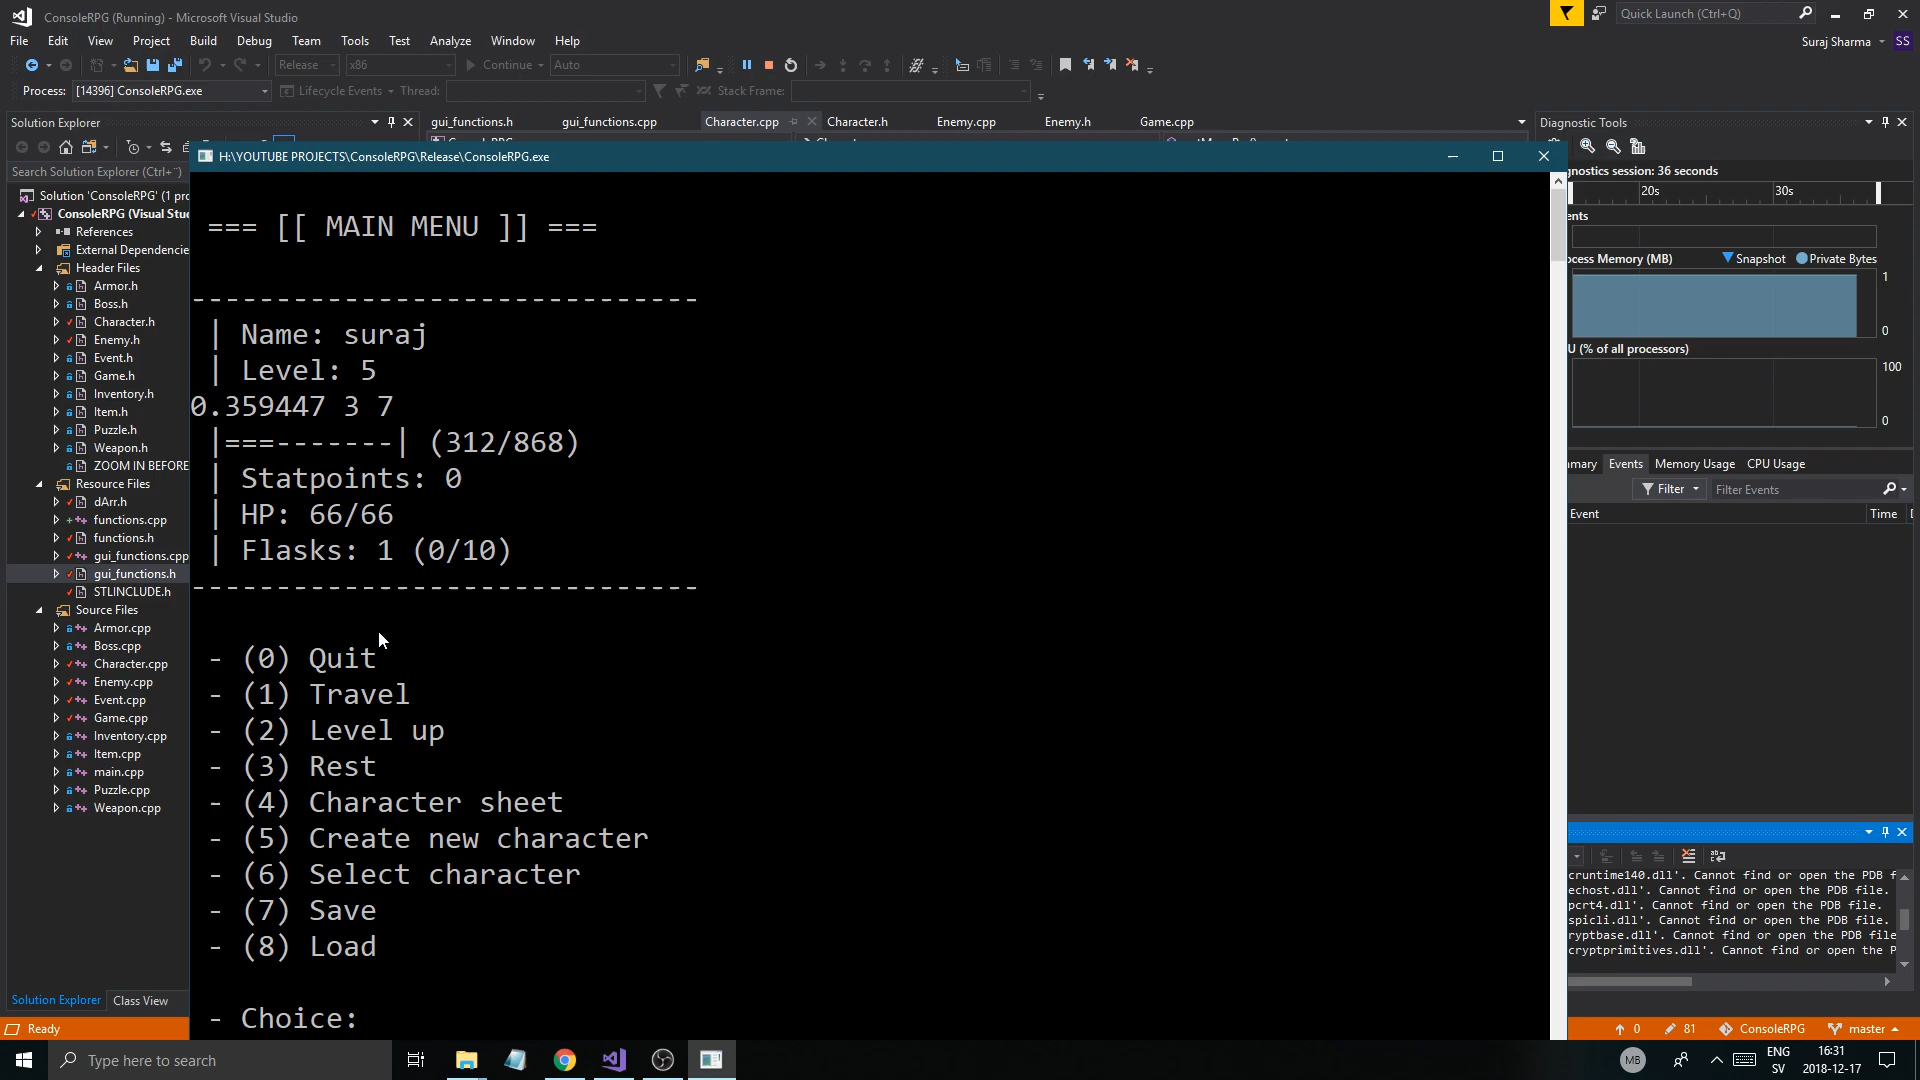 ConsoleRPG (Running) - Microsoft Visual Studio
Quick Launch (Ctrl+Q)
File Edit View Project Build Debug Team Tools Test Analyze Window Help
Suraj Sharma SS
Release x86 Continue Auto
Process: [14396] ConsoleRPG.exe Lifecycle Events Thread: Stack Frame:
Solution Explorer
gui_functions.h gui_functions.cpp Character.cpp Character.h Enemy.cpp Enemy.h Game.cpp
Diagnostic Tools
H:\YOUTUBE PROJECTS\ConsoleRPG\Release\ConsoleRPG.exe
Search Solution Explorer (Ctrl+¨)
Solution 'ConsoleRPG' (1 pro
ConsoleRPG (Visual Stu
References
External Dependencie
Header Files
Armor.h
Boss.h
Character.h
Enemy.h
Event.h
Game.h
Inventory.h
Item.h
Puzzle.h
Weapon.h
ZOOM IN BEFORE
Resource Files
dArr.h
functions.cpp
functions.h
gui_functions.cpp
gui_functions.h
STLINCLUDE.h
Source Files
Armor.cpp
Boss.cpp
Character.cpp
Enemy.cpp
Event.cpp
Game.cpp
Inventory.cpp
Item.cpp
main.cpp
Puzzle.cpp
Weapon.cpp
Solution Explorer Class View
=== [[ MAIN MENU ]] ===
------------------------------
| Name: suraj
| Level: 5
0.359447 3 7
|===-------| (312/868)
| Statpoints: 0
| HP: 66/66
| Flasks: 1 (0/10)
------------------------------
- (0) Quit
- (1) Travel
- (2) Level up
- (3) Rest
- (4) Character sheet
- (5) Create new character
- (6) Select character
- (7) Save
- (8) Load
- Choice:
gnostics session: 36 seconds
20s 30s
ents
ocess Memory (MB) Snapshot Private Bytes
1
0
U (% of all processors)
100
0
mary Events Memory Usage CPU Usage
Filter Filter Events
Event Time
cruntime140.dll'. Cannot find or open the PDB f
echost.dll'. Cannot find or open the PDB file.
pcrt4.dll'. Cannot find or open the PDB file.
spicli.dll'. Cannot find or open the PDB file.
ryptbase.dll'. Cannot find or open the PDB file
cryptprimitives.dll'. Cannot find or open the P
Ready
0 81 ConsoleRPG master
Type here to search
MB
ENG
SV
16:31
2018-12-17